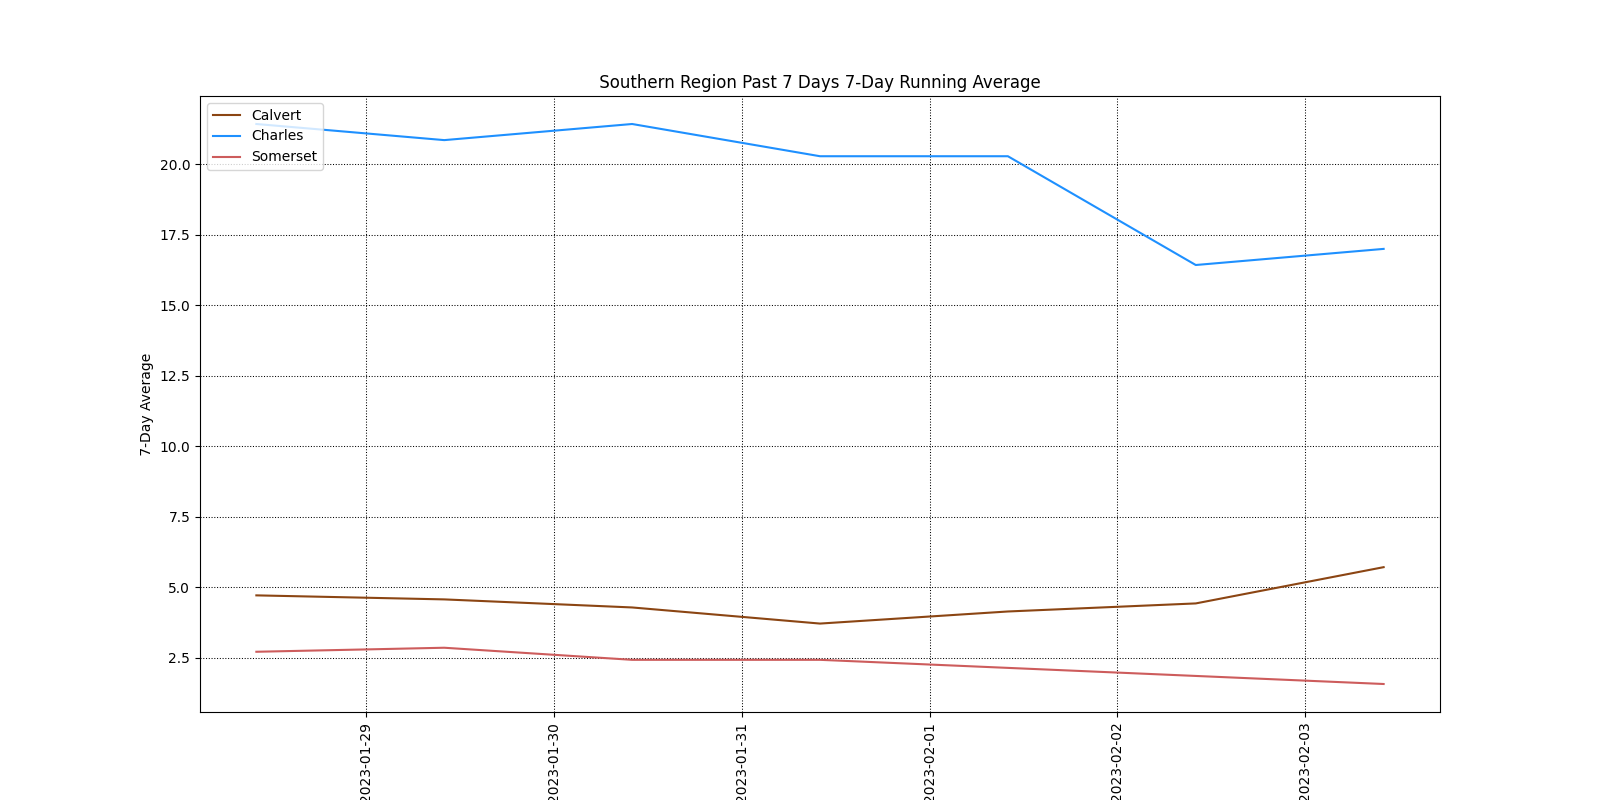 Southern Region Past 7 Days 7-Day Running Average
Calvert
Charles
Somerset
7-Day Average
20.0
17.5
15.0
12.5
10.0
7.5
5.0
2.5
2023-01-29
2023-01-30
2023-01-31
2023-02-01
2023-02-02
2023-02-03